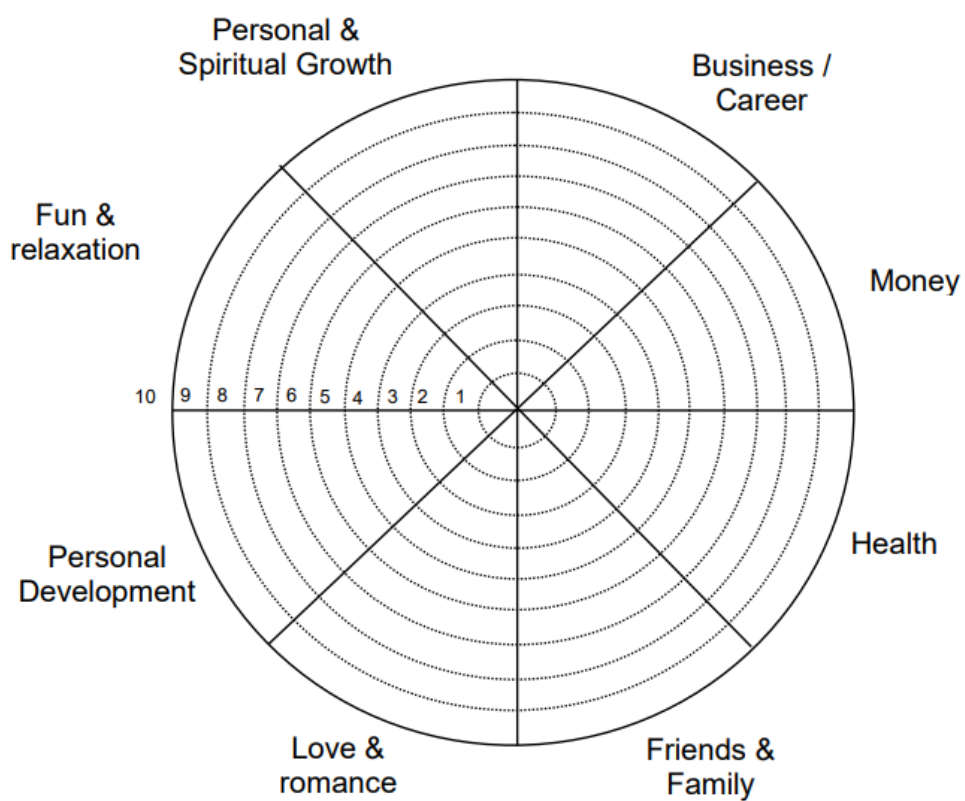 Personal &
Spiritual Growth
Business /
Career
Fun &
relaxation
Money
10 9 8 7 6 5 4 3 2 1
Personal
Development
Health
Love &
romance
Friends &
Family